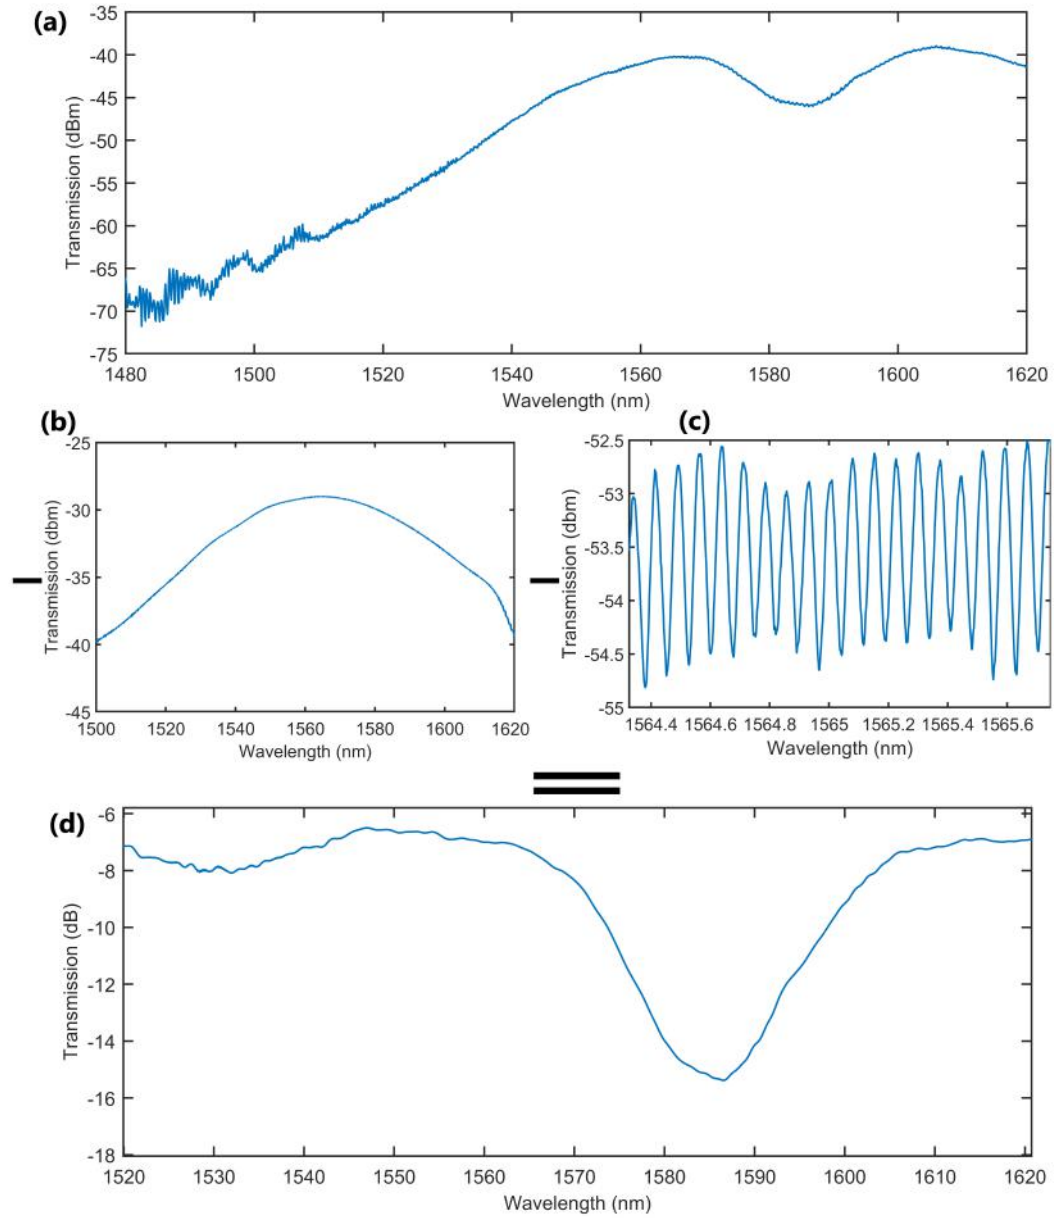 (a)
-35
-40
-45
-50
-55
-60
-65
-70
-75
Transmission (dBm)
1480 1500 1520 1540 1560 1580 1600 1620
Wavelength (nm)
(b)
-25
-30
-35
-40
-45
Transmission (dbm)
1500 1520 1540 1560 1580 1600 1620
Wavelength (nm)
(c)
-52.5
-53
-53.5
-54
-54.5
-55
Transmission (dbm)
1564.4 1564.6 1564.8 1565 1565.2 1565.4 1565.6
Wavelength (nm)
(d)
-6
-8
-10
-12
-14
-16
-18
Transmission (dB)
1520 1530 1540 1550 1560 1570 1580 1590 1600 1610 1620
Wavelength (nm)